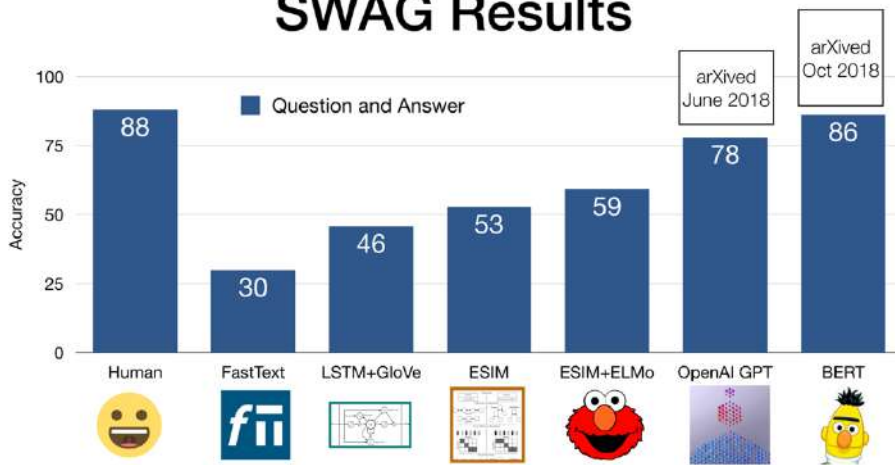 SWAG Results
arXived
Oct 2018
arXived
June 2018
100
75
50
25
0
Accuracy
Question and Answer
88
30
46
53
59
78
86
Human
FastText
LSTM+GloVe
ESIM
ESIM+ELMo
OpenAI GPT
BERT